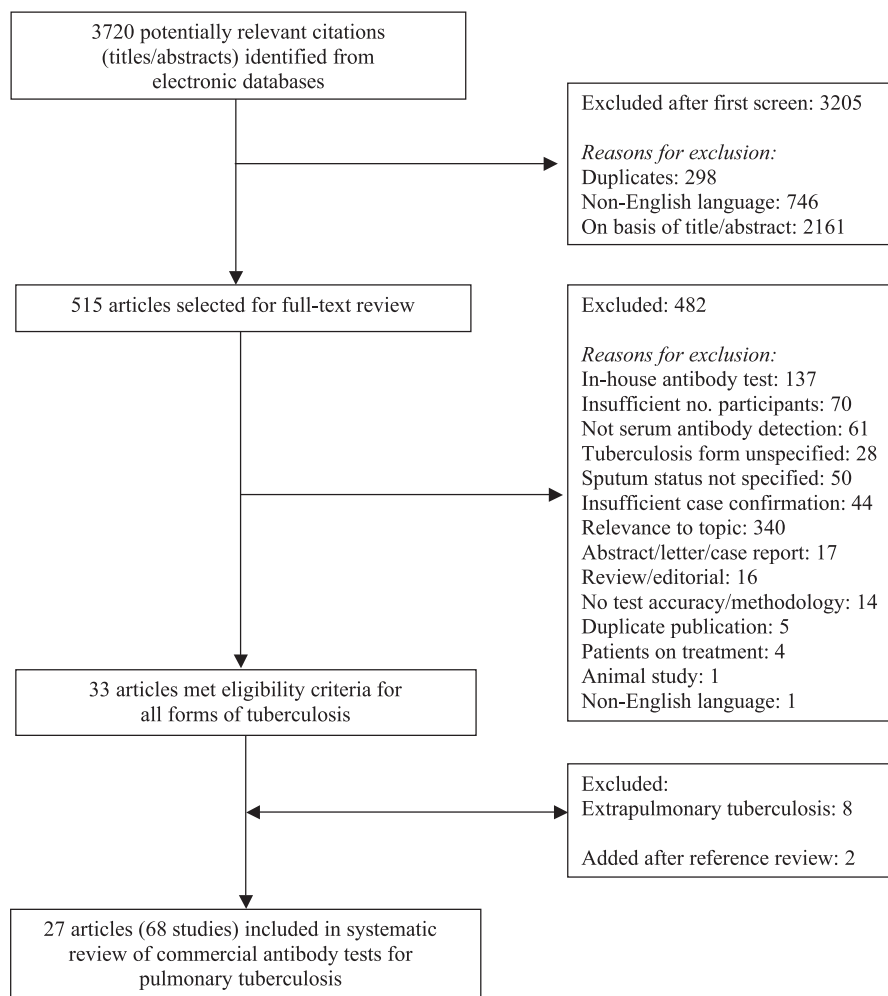 3720 potentially relevant citations
(titles/abstracts) identified from
electronic databases
Excluded after first screen: 3205
Reasons for exclusion:
Duplicates: 298
Non-English language: 746
On basis of title/abstract: 2161
515 articles selected for full-text review
Excluded: 482
Reasons for exclusion:
In-house antibody test: 137
Insufficient no. participants: 70
Not serum antibody detection: 61
Tuberculosis form unspecified: 28
Sputum status not specified: 50
Insufficient case confirmation: 44
Relevance to topic: 340
Abstract/letter/case report: 17
Review/editorial: 16
No test accuracy/methodology: 14
Duplicate publication: 5
Patients on treatment: 4
Animal study: 1
Non-English language: 1
33 articles met eligibility criteria for
all forms of tuberculosis
Excluded:
Extrapulmonary tuberculosis: 8
Added after reference review: 2
27 articles (68 studies) included in systematic
review of commercial antibody tests for
pulmonary tuberculosis